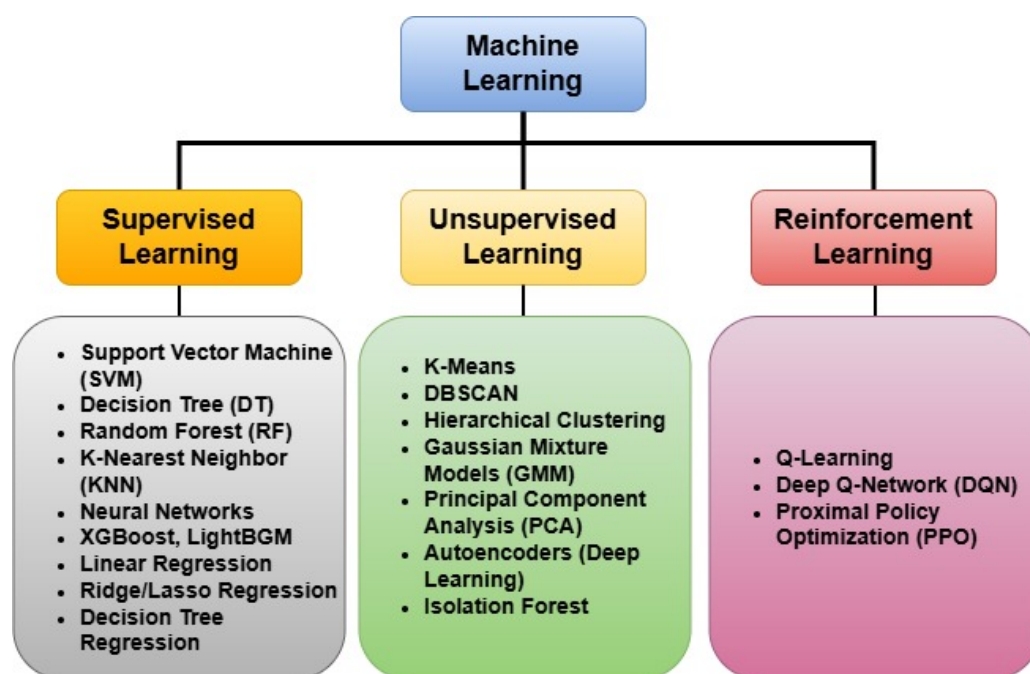 Machine
Learning
Supervised
Learning
Unsupervised
Learning
Reinforcement
Learning
• Support Vector Machine
(SVM)
• Decision Tree (DT)
• Random Forest (RF)
• K-Nearest Neighbor
(KNN)
• Neural Networks
• XGBoost, LightBGM
• Linear Regression
• Ridge/Lasso Regression
• Decision Tree
Regression
• K-Means
• DBSCAN
• Hierarchical Clustering
• Gaussian Mixture
Models (GMM)
• Principal Component
Analysis (PCA)
• Autoencoders (Deep
Learning)
• Isolation Forest
• Q-Learning
• Deep Q-Network (DQN)
• Proximal Policy
Optimization (PPO)